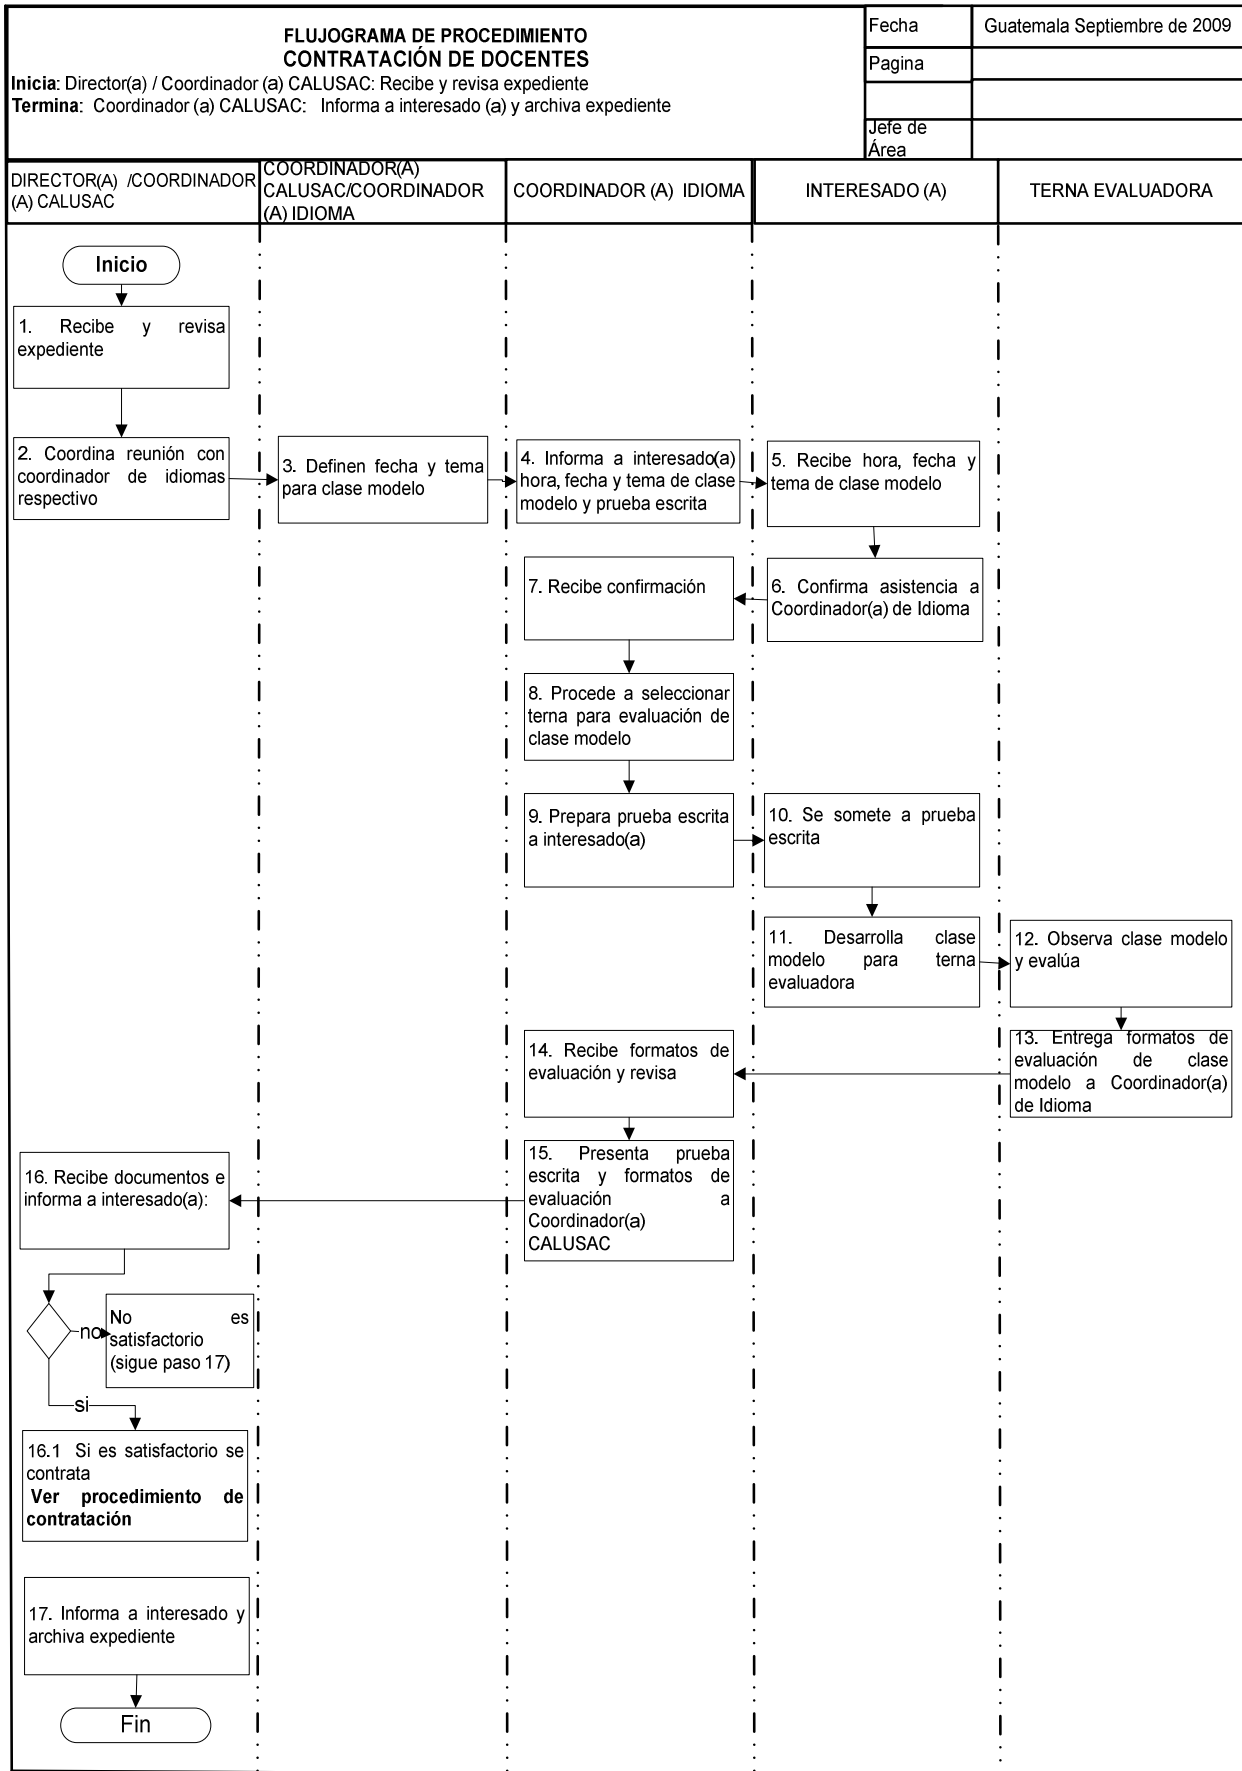 FLUJOGRAMA DE PROCEDIMIENTO
CONTRATACIÓN DE DOCENTES
Inicia: Director(a) / Coordinador (a) CALUSAC: Recibe y revisa expediente
Termina: Coordinador (a) CALUSAC: Informa a interesado (a) y archiva expediente
Fecha
Guatemala Septiembre de 2009
Pagina
Jefe de
Área
DIRECTOR(A) /COORDINADOR
(A) CALUSAC
COORDINADOR(A)
CALUSAC/COORDINADOR
(A) IDIOMA
COORDINADOR (A) IDIOMA
INTERESADO (A)
TERNA EVALUADORA
Inicio
1. Recibe y revisa
expediente
2. Coordina reunión con
coordinador de idiomas
respectivo
3. Definen fecha y tema
para clase modelo
4. Informa a interesado(a)
hora, fecha y tema de clase
modelo y prueba escrita
5. Recibe hora, fecha y
tema de clase modelo
6. Confirma asistencia a
Coordinador(a) de Idioma
7. Recibe confirmación
8. Procede a seleccionar
terna para evaluación de
clase modelo
9. Prepara prueba escrita
a interesado(a)
10. Se somete a prueba
escrita
11. Desarrolla clase
modelo para terna
evaluadora
12. Observa clase modelo
y evalúa
13. Entrega formatos de
evaluación de clase
modelo a Coordinador(a)
de Idioma
14. Recibe formatos de
evaluación y revisa
15. Presenta prueba
escrita y formatos de
evaluación a
Coordinador(a)
CALUSAC
16. Recibe documentos e
informa a interesado(a):
no
No es
satisfactorio
(sigue paso 17)
si
16.1 Si es satisfactorio se
contrata
Ver procedimiento de
contratación
17. Informa a interesado y
archiva expediente
Fin